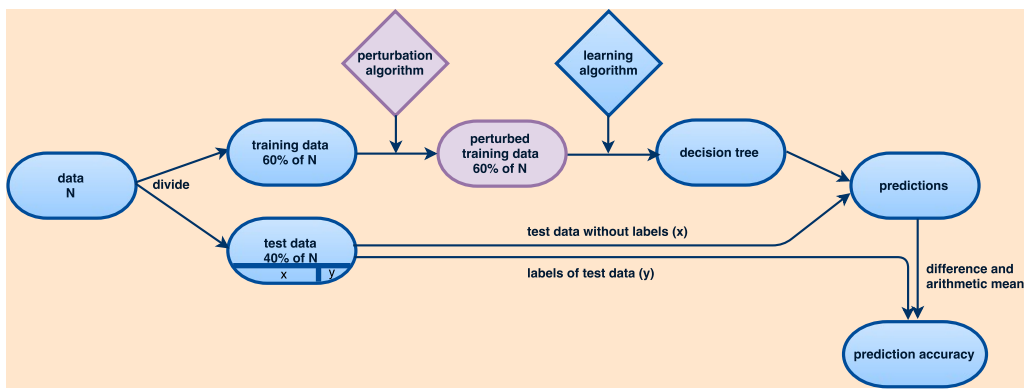 perturbation
algorithm
learning
algorithm
training data
60% of N
perturbed
training data
60% of N
decision tree
data
N
divide
predictions
test data
40% of N
x
y
test data without labels (x)
labels of test data (y)
difference and
arithmetic mean
prediction accuracy